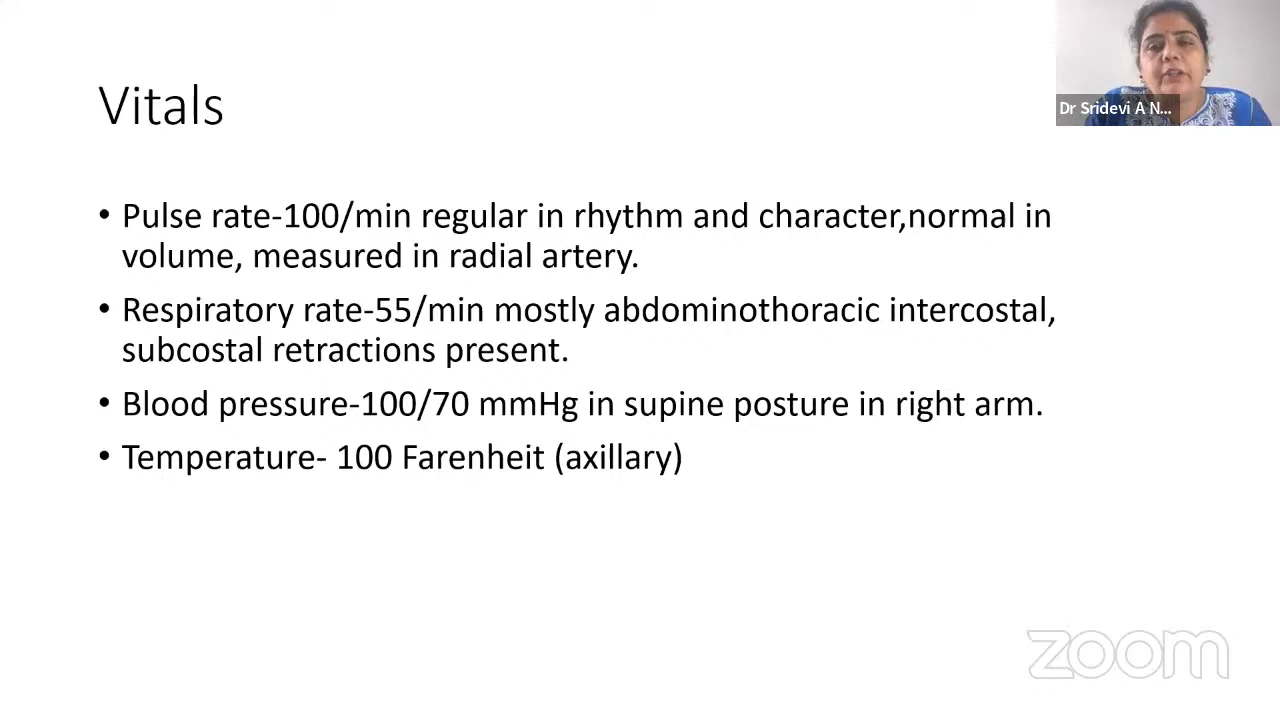 Vitals
Dr Sridevi A N...
• Pulse rate-100/min regular in rhythm and character,normal in
volume, measured in radial artery.
• Respiratory rate-55/min mostly abdominothoracic intercostal,
subcostal retractions present.
• Blood pressure-100/70 mmHg in supine posture in right arm.
• Temperature- 100 Farenheit (axillary)
zoom